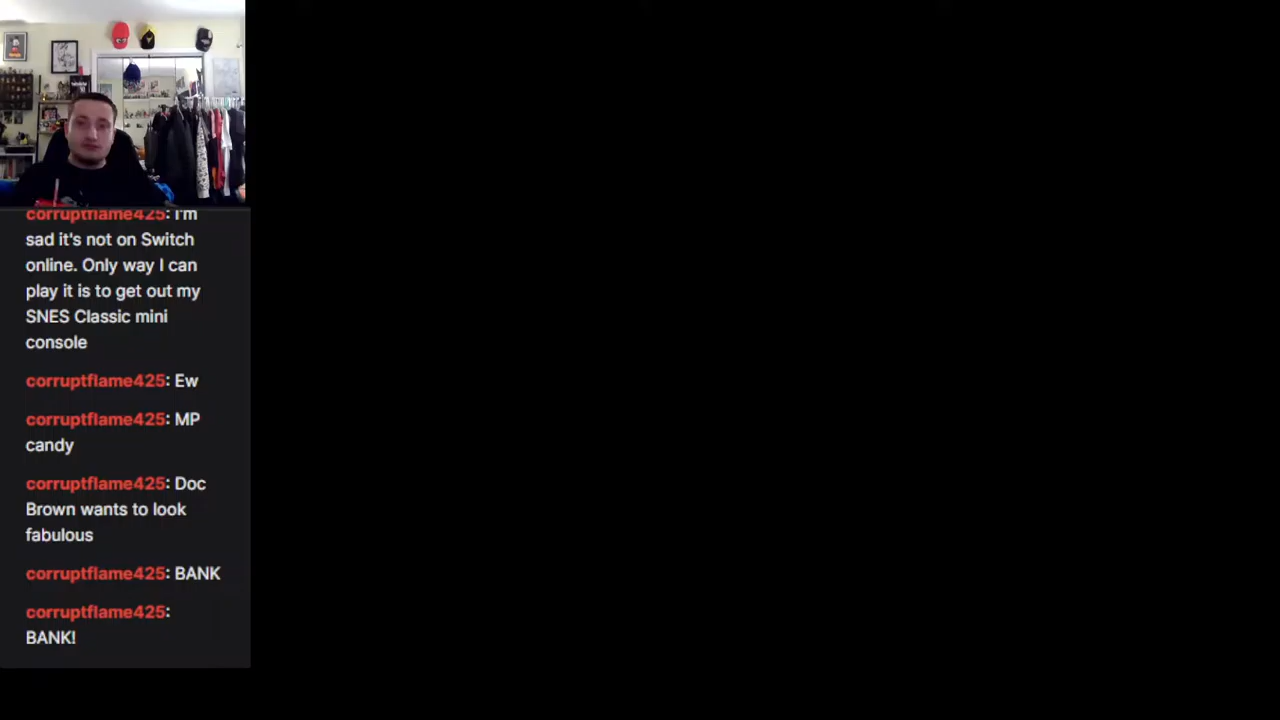 corruptflame425: I'm
sad it's not on Switch
online. Only way I can
play it is to get out my
SNES Classic mini
console
corruptflame425: Ew
corruptflame425: MP
candy
corruptflame425: Doc
Brown wants to look
fabulous
corruptflame425: BANK
corruptflame425:
BANK!